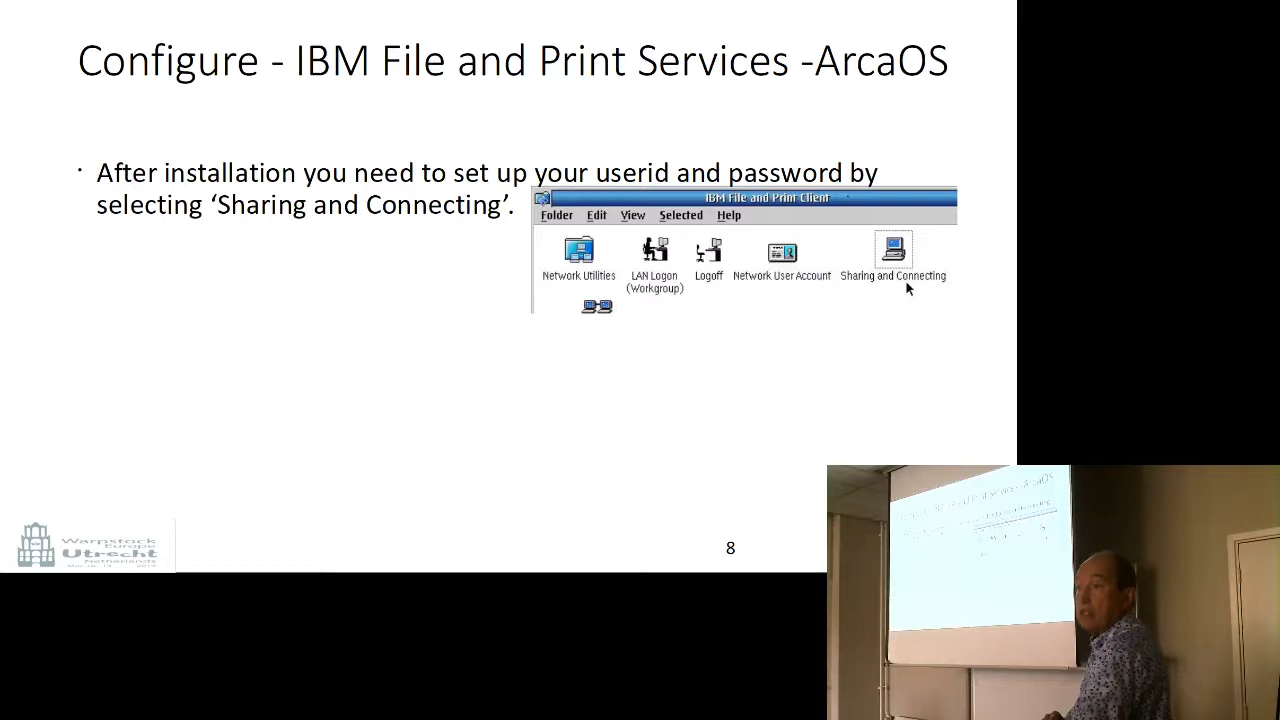 Configure - IBM File and Print Services -ArcaOS
· After installation you need to set up your userid and password by
selecting ‘Sharing and Connecting’.
IBM File and Print Client
Folder Edit View Selected Help
Network Utilities LAN Logon Logoff Network User Account Sharing and Connecting
(Workgroup)
Warpstock
Europe
Utrecht
Netherlands
8